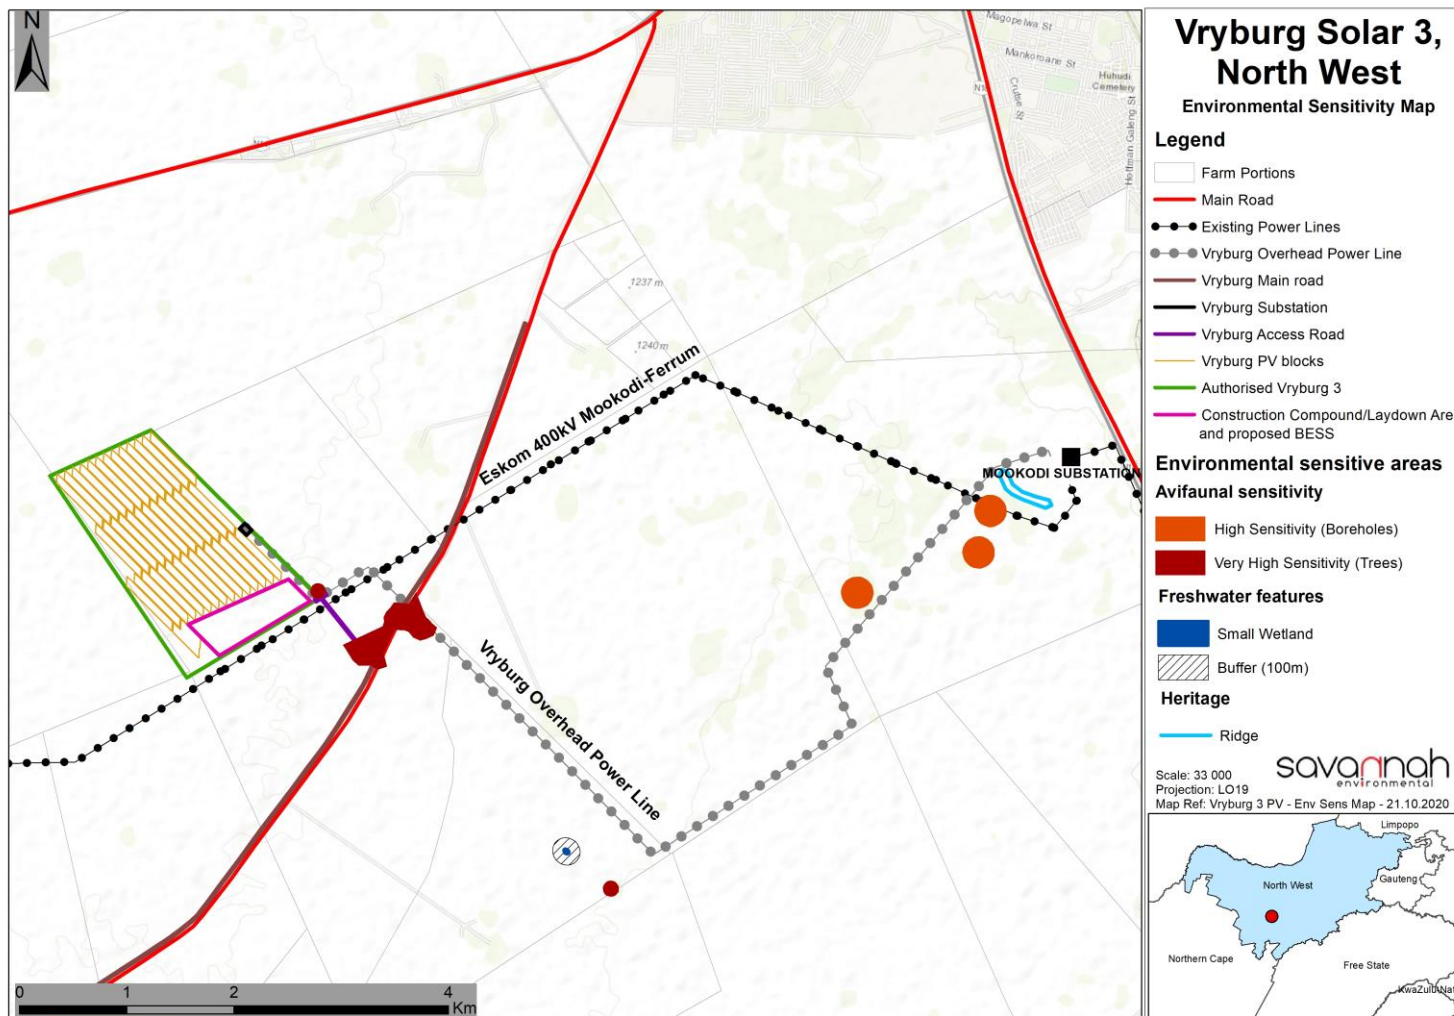 N
Magopelwa St
Mankoroane St
Crutse St
Huhudi
Cemetery
Hoffman Galeng St
1237 m
1240 m
Eskom 400kV Mookodi-Ferrum
MOOKODI SUBSTATION
Vryburg Overhead Power Line
0 1 2 4
Km
Vryburg Solar 3,
North West
Environmental Sensitivity Map
Legend
Farm Portions
Main Road
Existing Power Lines
Vryburg Overhead Power Line
Vryburg Main road
Vryburg Substation
Vryburg Access Road
Vryburg PV blocks
Authorised Vryburg 3
Construction Compound/Laydown Are
and proposed BESS
Environmental sensitive areas
Avifaunal sensitivity
High Sensitivity (Boreholes)
Very High Sensitivity (Trees)
Freshwater features
Small Wetland
Buffer (100m)
Heritage
Ridge
savannah
environmental
Scale: 33 000
Projection: LO19
Map Ref: Vryburg 3 PV - Env Sens Map - 21.10.2020
Limpopo
North West
Gauteng
Northern Cape
Free State
KwaZulu-Nat